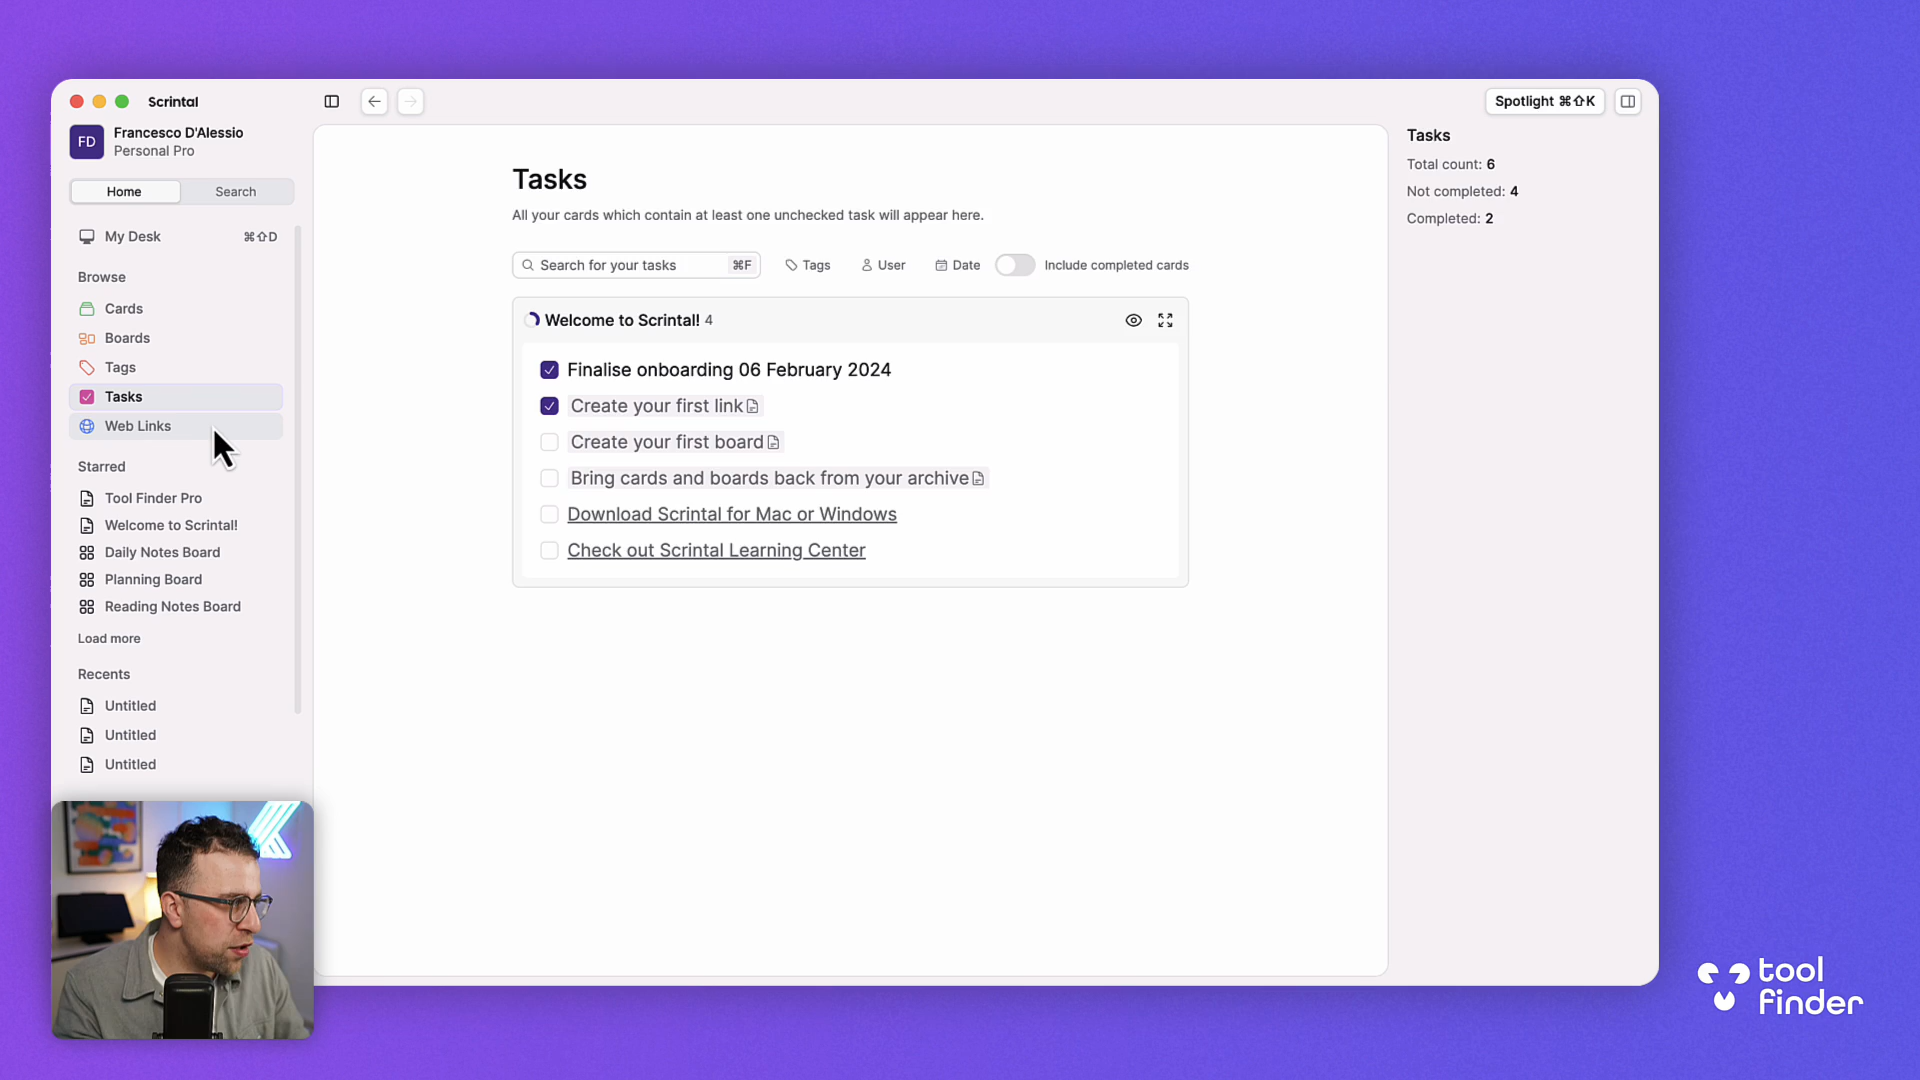 Scrintal
Spotlight ⌘⇧K
FD
Francesco D'Alessio
Personal Pro
Home
Search
My Desk ⌘⇧D
Browse
Cards
Boards
Tags
Tasks
Web Links
Starred
Tool Finder Pro
Welcome to Scrintal!
Daily Notes Board
Planning Board
Reading Notes Board
Load more
Recents
Untitled
Untitled
Untitled
Tasks
All your cards which contain at least one unchecked task will appear here.
Search for your tasks ⌘F
Tags
User
Date
Include completed cards
Welcome to Scrintal! 4
Finalise onboarding 06 February 2024
Create your first link
Create your first board
Bring cards and boards back from your archive
Download Scrintal for Mac or Windows
Check out Scrintal Learning Center
Tasks
Total count: 6
Not completed: 4
Completed: 2
tool
finder